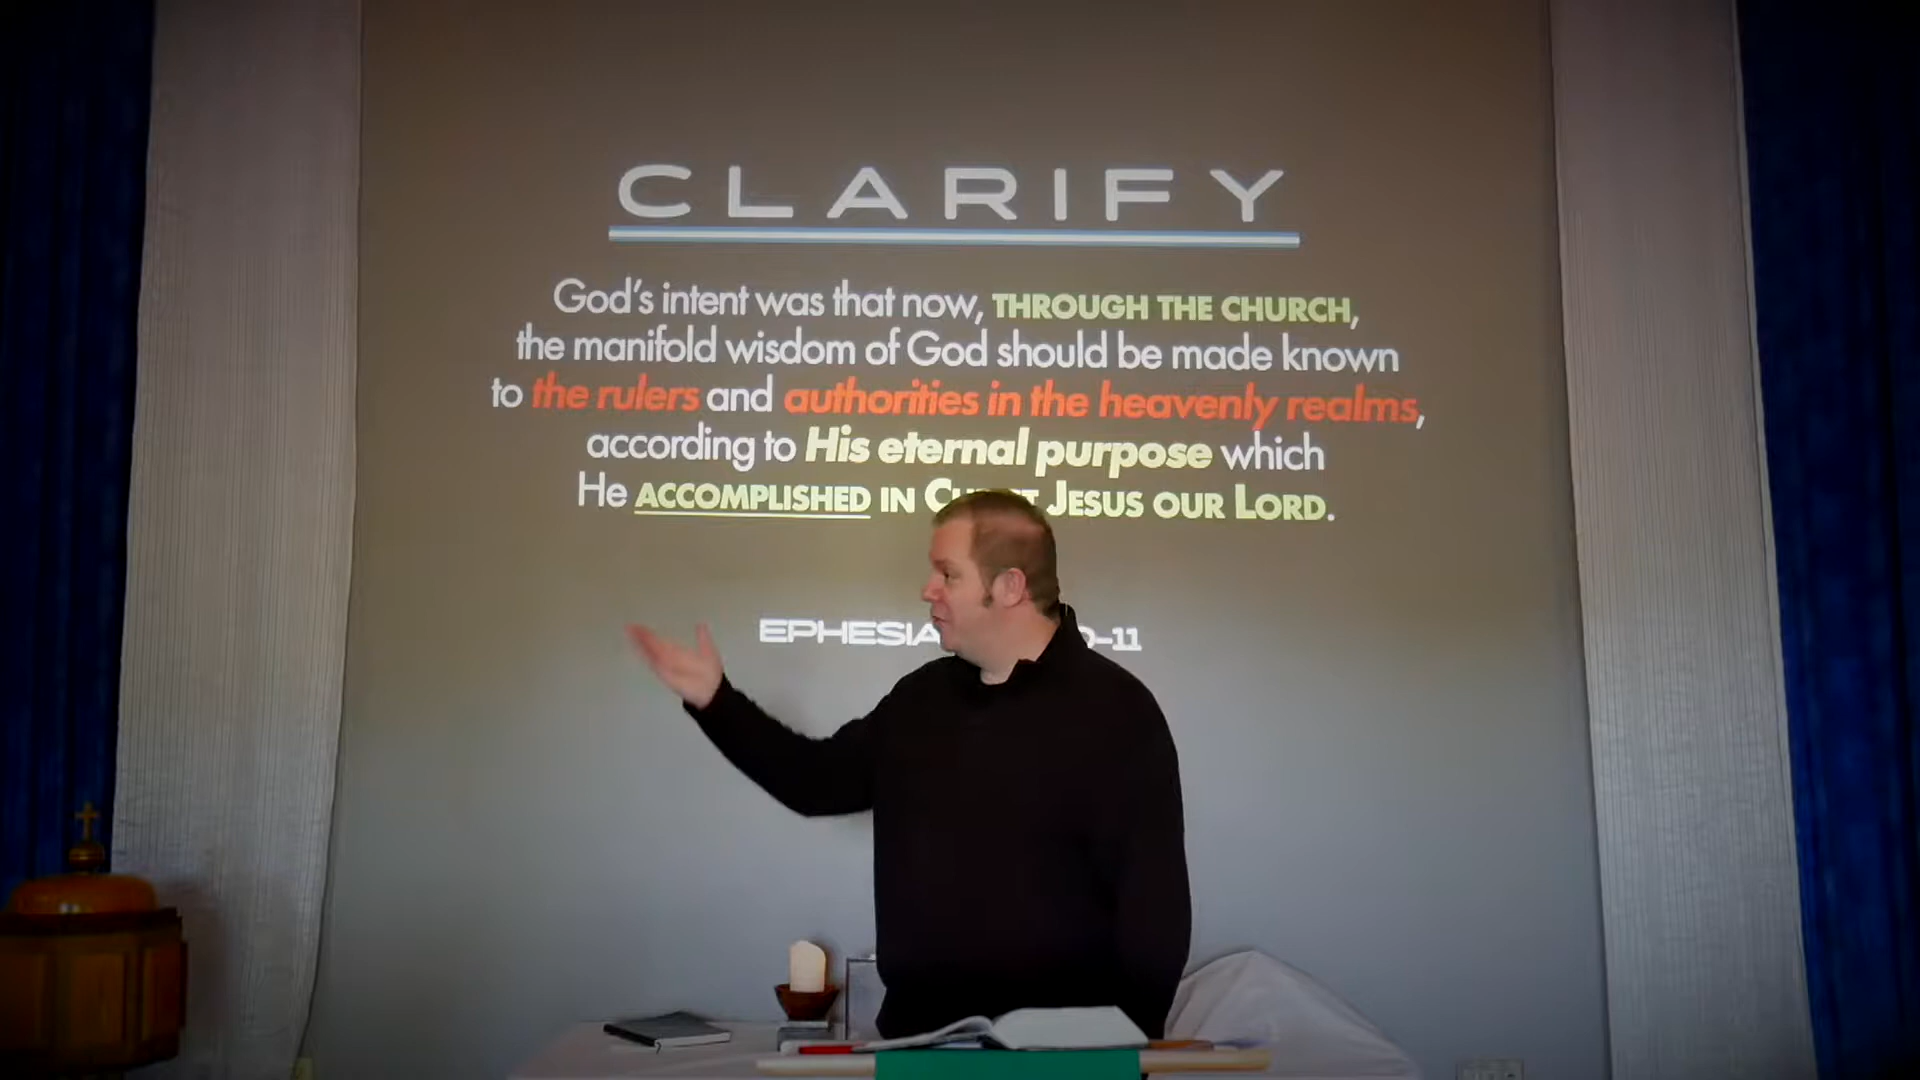 CLARIFY
God's intent was that now, THROUGH THE CHURCH,
the manifold wisdom of God should be made known
to the rulers and authorities in the heavenly realms,
according to His eternal purpose which
He ACCOMPLISHED IN JESUS OUR LORD.
-11